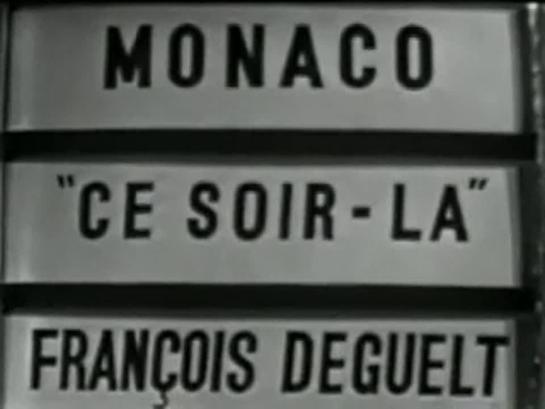 MONACO
"CE SOIR-LA"
FRANÇOIS DEGUELT